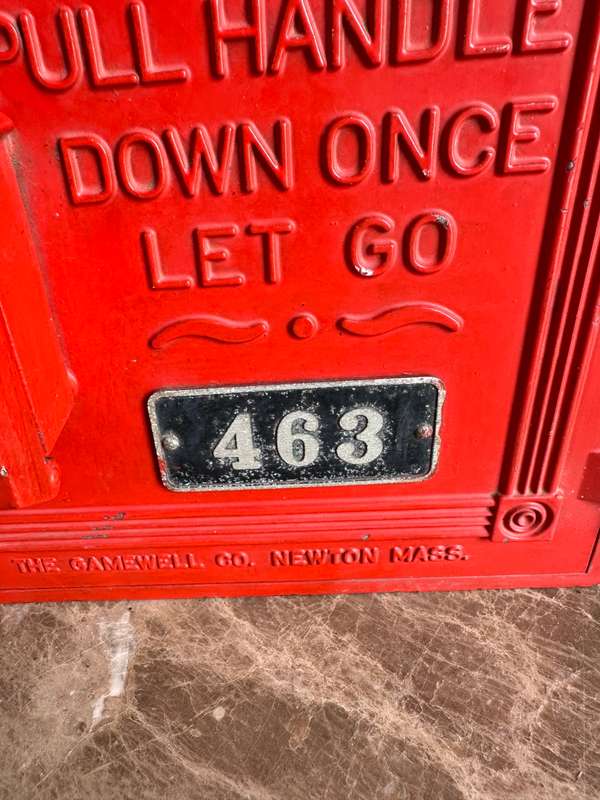 PULL HANDLE
DOWN ONCE
LET GO
463
THE GAMEWELL CO. NEWTON MASS.